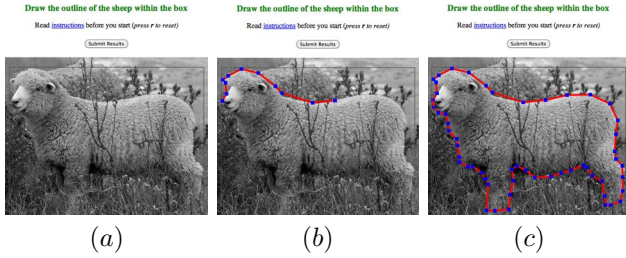 Draw the outline of the sheep within the box
Read instructions before you start (press r to reset)
Submit Results
(a)
Draw the outline of the sheep within the box
Read instructions before you start (press r to reset)
Submit Results
(b)
Draw the outline of the sheep within the box
Read instructions before you start (press r to reset)
Submit Results
(c)